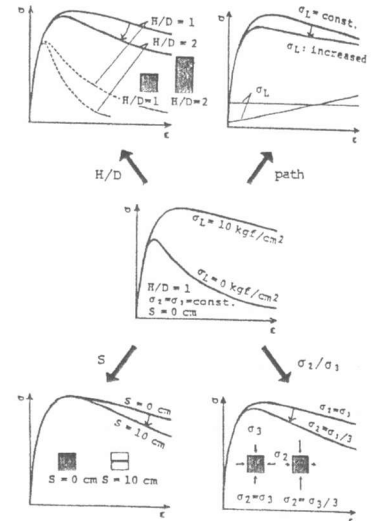 σ
H/D = 1
H/D = 2
H/D=1 H/D=2
ε
σ
σL=const.
σL: increased
σL
ε
H/D
path
σ
σL = 10 kgf/cm2
σL = 0 kgf/cm2
H/D = 1
σ2=σ3=const.
S = 0 cm
ε
S
σ2/σ3
σ
S = 0 cm
S = 10 cm
S = 0 cm S = 10 cm
ε
σ
σ2=σ3
σ2=σ3/3
σ3
σ2
σ2=σ3 σ2=σ3/3
ε